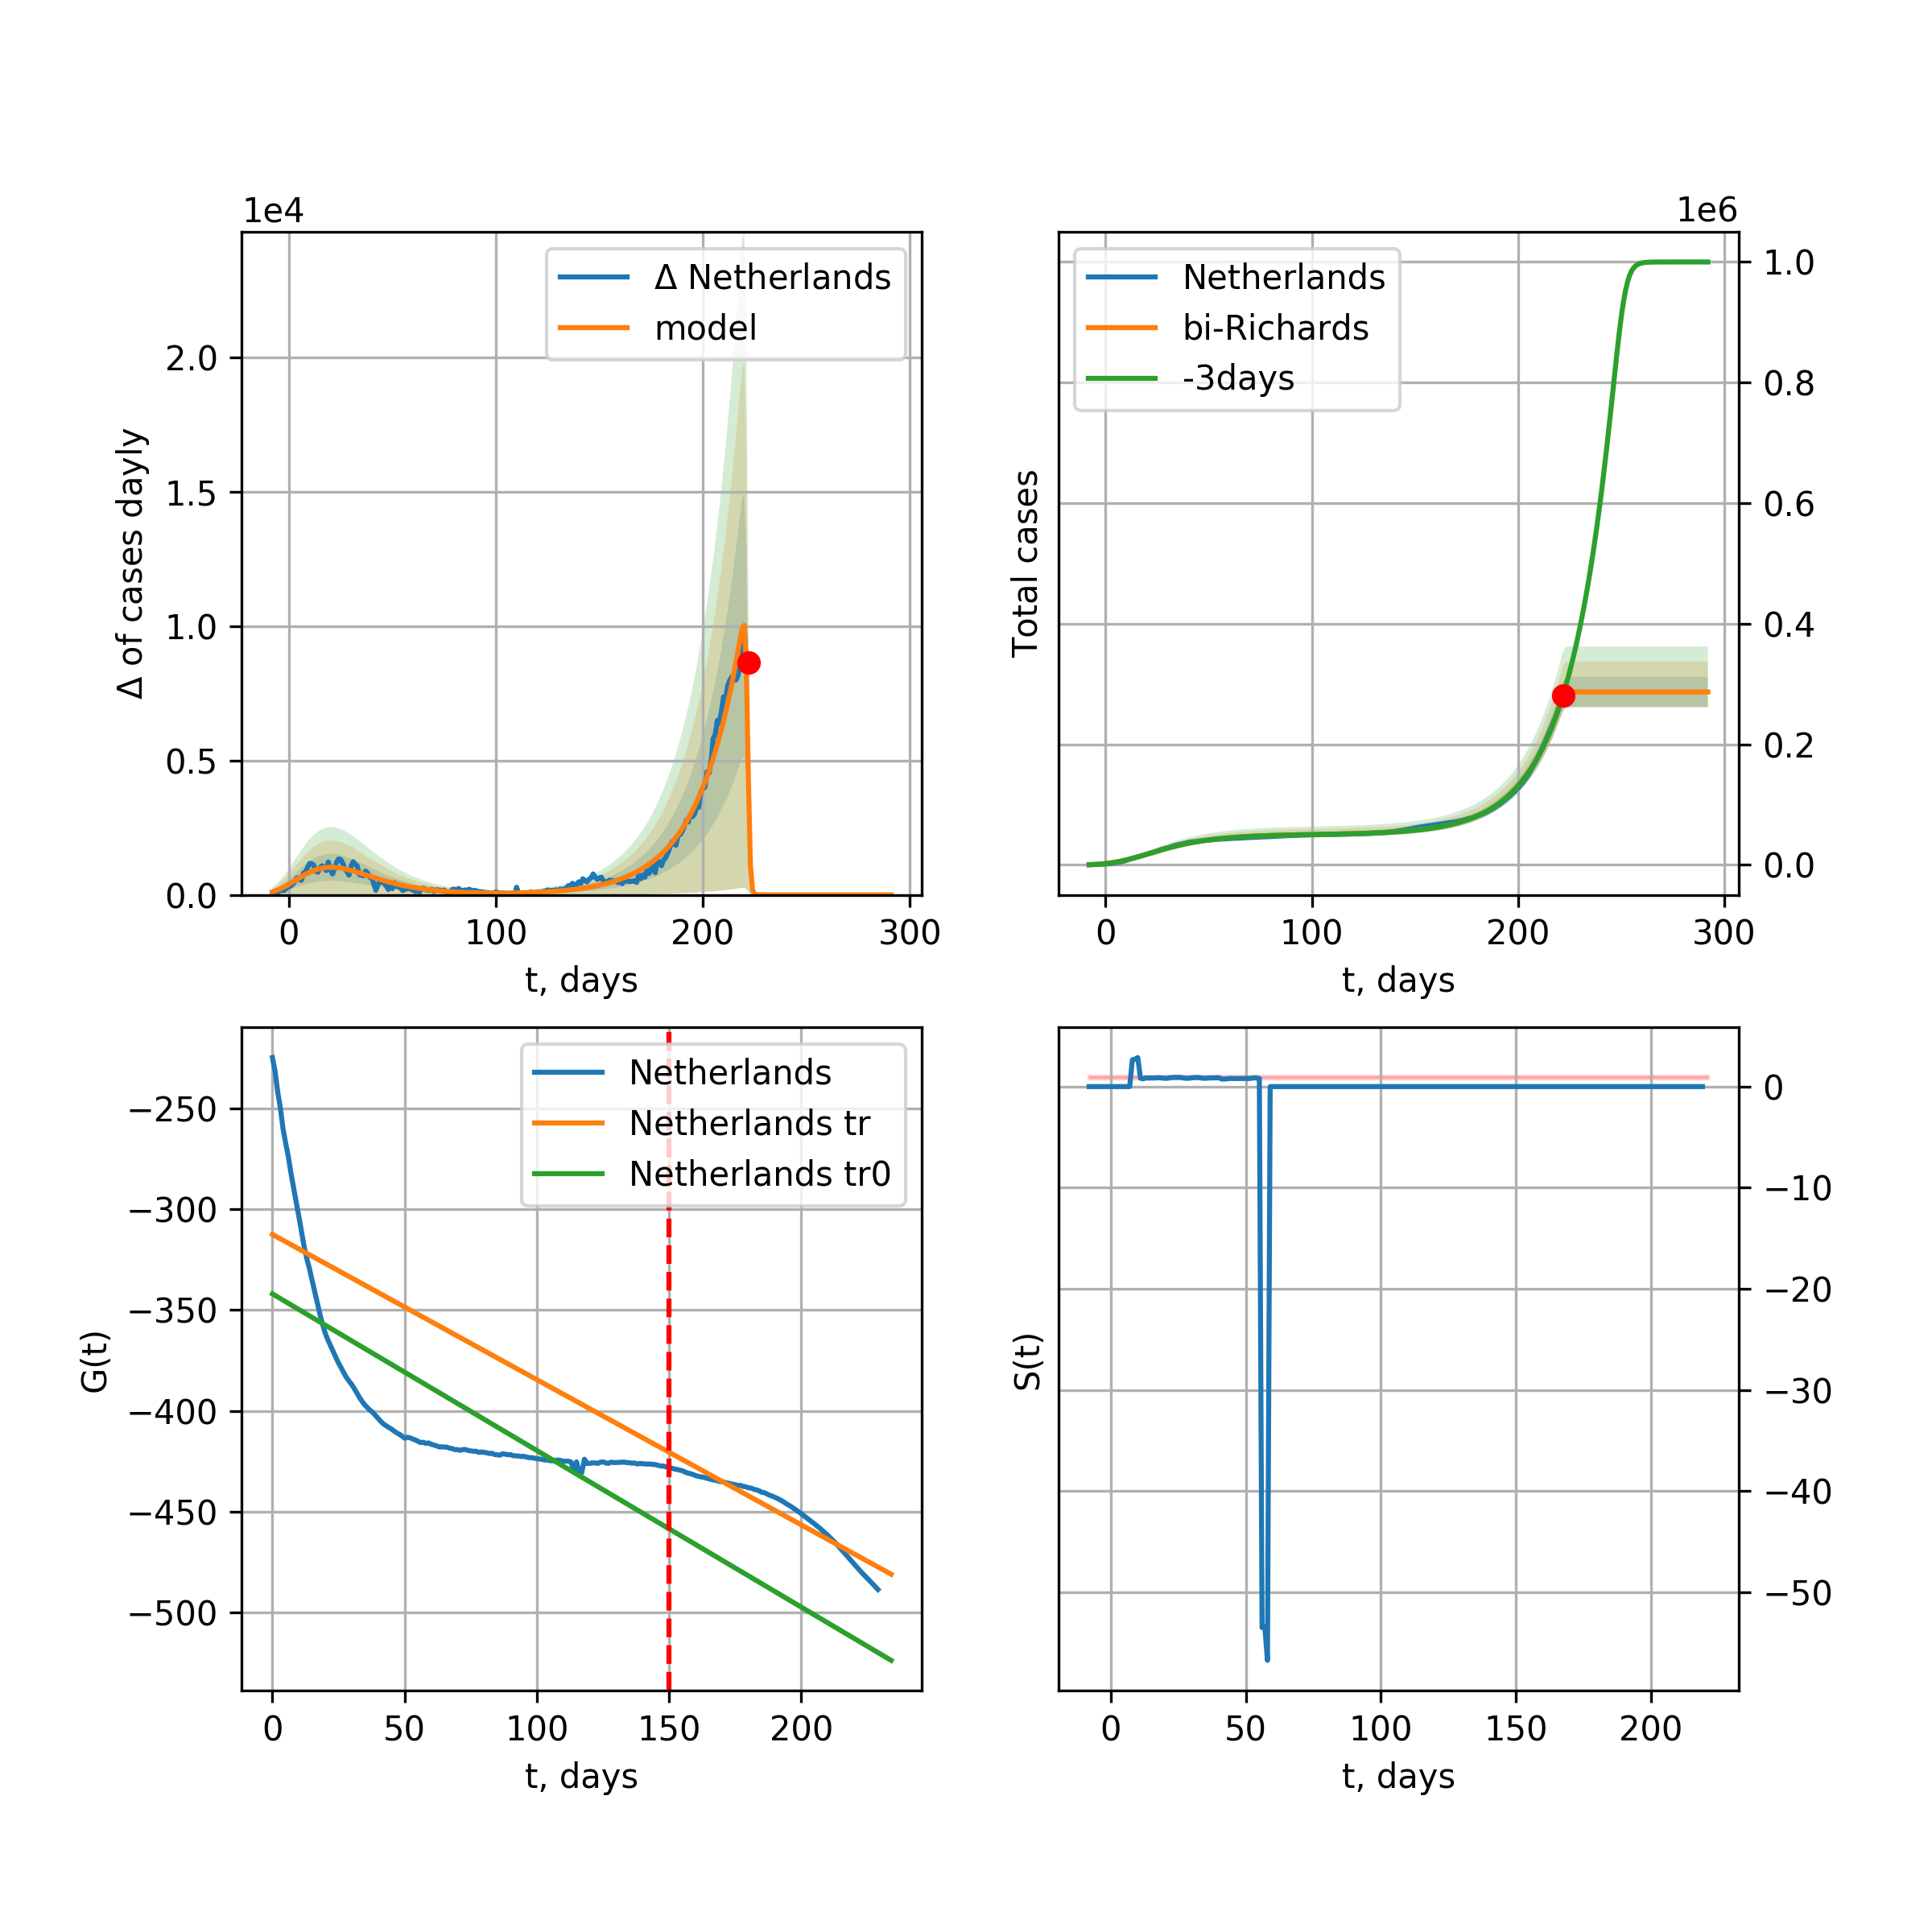 1e4
Δ of cases dayly
2.0
1.5
1.0
0.5
0.0
0 100 200 300
t, days
Δ Netherlands
model
1e6
Total cases
1.0
0.8
0.6
0.4
0.2
0.0
0 100 200 300
t, days
Netherlands
bi-Richards
-3days
G(t)
−250
−300
−350
−400
−450
−500
0 50 100 150 200
t, days
Netherlands
Netherlands tr
Netherlands tr0
S(t)
0
−10
−20
−30
−40
−50
0 50 100 150 200
t, days